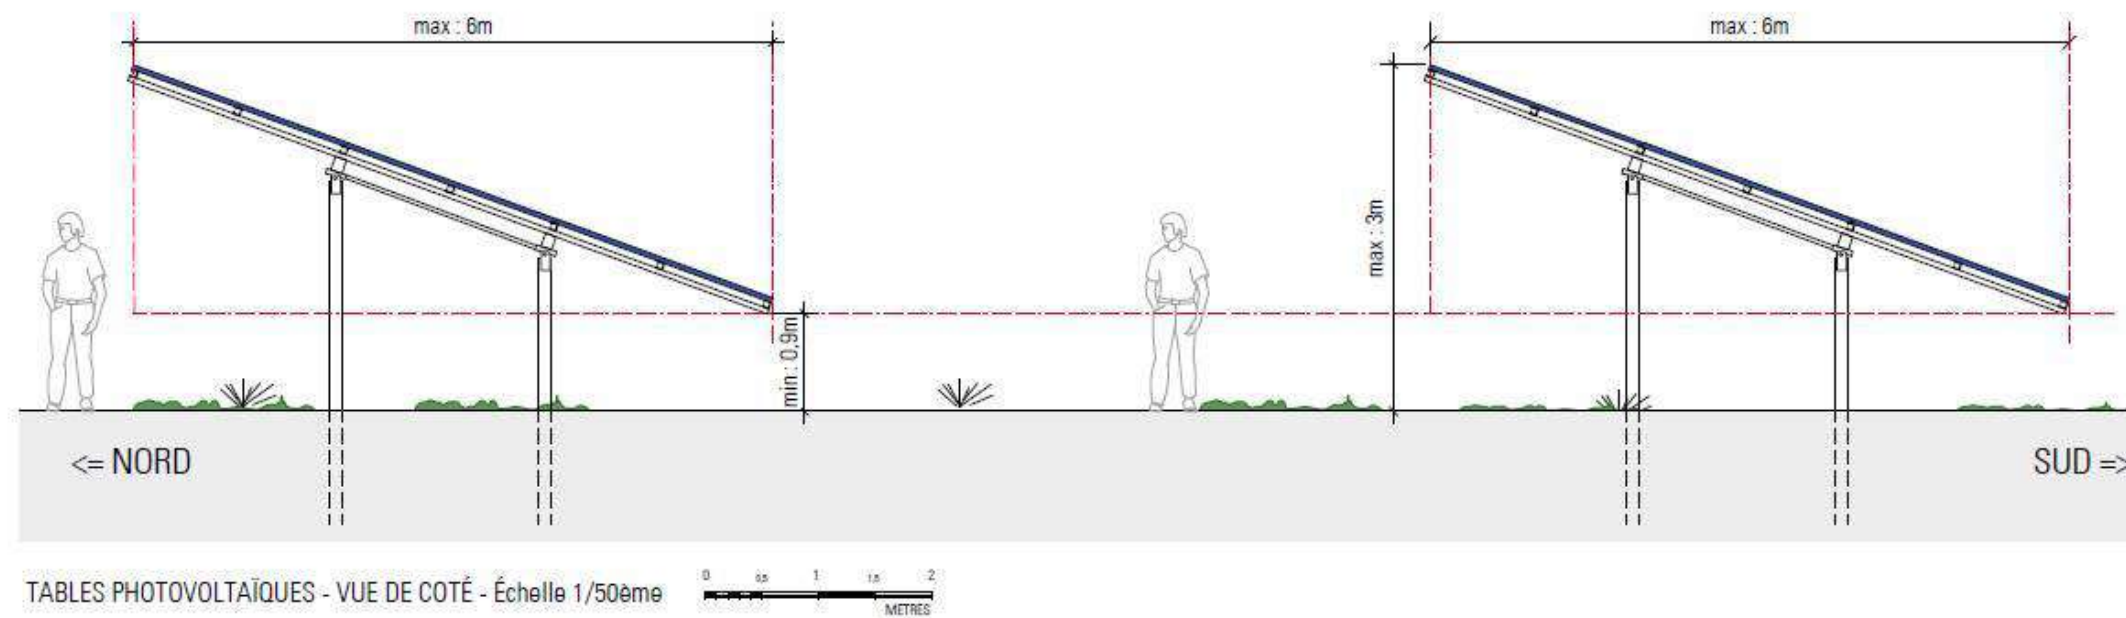 max : 6m
max : 6m
max : 3m
min : 0,9m
<= NORD
SUD =>
TABLES PHOTOVOLTAÏQUES - VUE DE COTÉ - Échelle 1/50ème
0 0,5 1 1,5 2
METRES